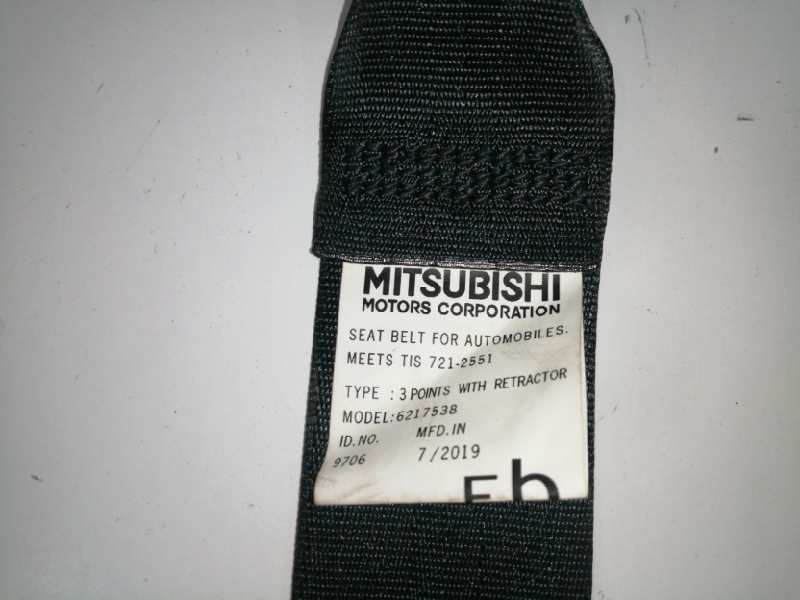 MITSUBISHI
MOTORS CORPORATION
SEAT BELT FOR AUTOMOBILES.
MEETS TIS 721-2551
TYPE : 3 POINTS WITH RETRACTOR
MODEL:6217538
ID.NO. MFD.IN
9706 7/2019
Eb